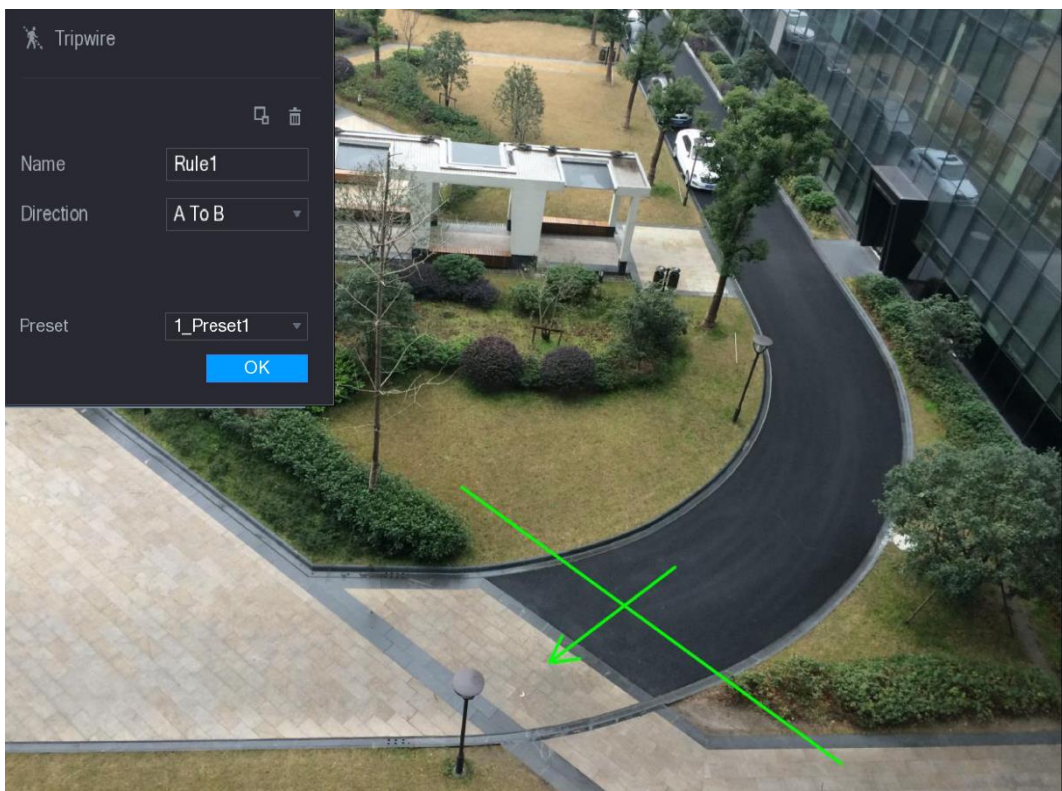 Tripwire
Name Rule1
Direction A To B
Preset 1_Preset1
OK